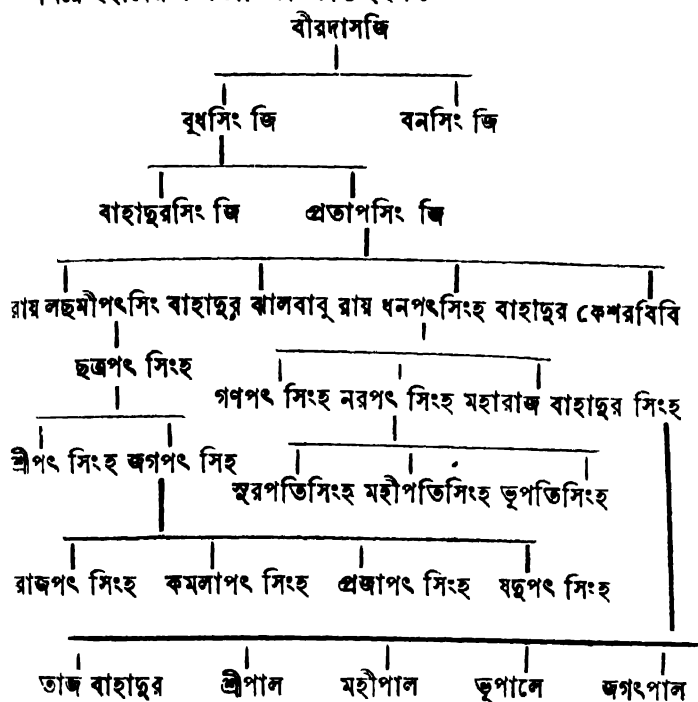 বীরদাসজি
বুধসিং জি বনসিং জি
বাহাদুরসিং জি প্রতাপসিং জি
রায় লছমীপৎসিং বাহাদুর ঝালবাবু রায় ধনপৎসিংহ বাহাদুর কেশরবিবি
ছত্রপৎ সিংহ
গণপৎ সিংহ নরপৎ সিংহ মহারাজ বাহাদুর সিংহ
শ্রীপৎ সিংহ জগপৎ সিহ
সুরপতিসিংহ মহীপতিসিংহ ভূপতিসিংহ
রাজপৎ সিংহ কমলাপৎ সিংহ প্রজাপৎ সিংহ যদুপৎ সিংহ
তাজ বাহাদুর শ্রীপাল মহীপাল ভূপালে জগৎপাল